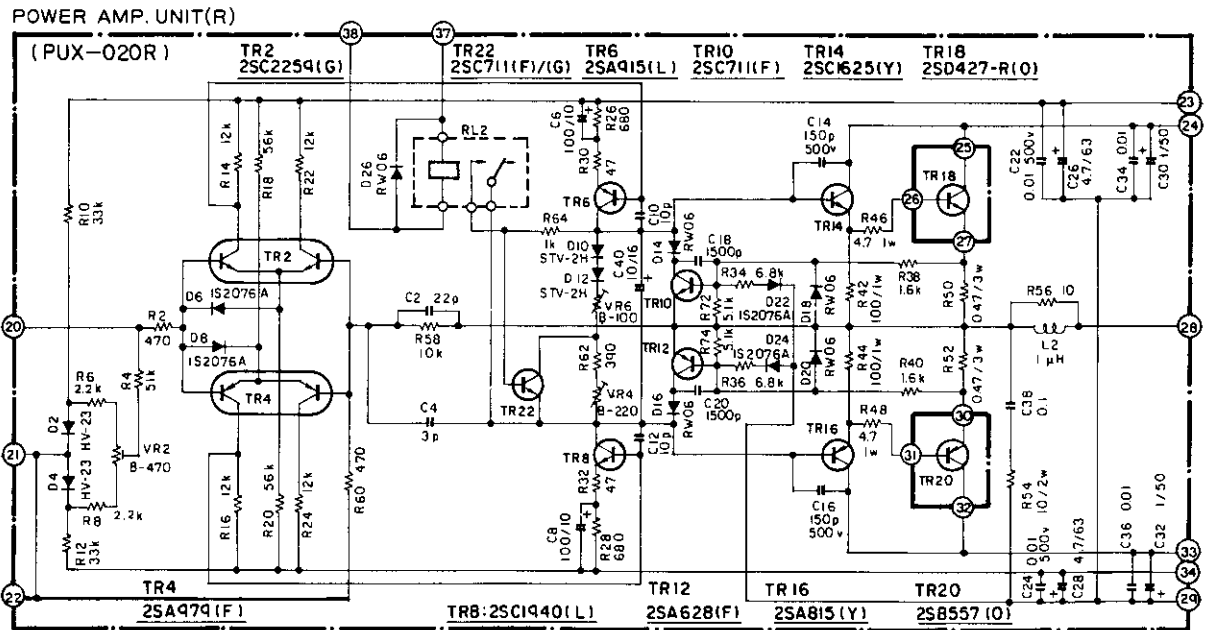 POWER AMP. UNIT(R)
(PUX-020R)
38
37
TR2
2SC2259(G)
TR22
2SC711(F)/(G)
TR6
2SA915(L)
TR10
2SC711(F)
TR14
2SC1625(Y)
TR18
2SD427-R(O)
23
24
R10
33k
R14
12k
R18
56k
R22
12k
D26
RW06
RL2
C6
100/10
R26
680
R30
47
TR6
C10
10p
C14
150p
500v
TR14
R46
4.7
1w
25
TR18
26
27
C22
0.01
500v
C26
4.7/63
C34
0.01
C30
1/50
TR2
D6
1S2076A
D8
1S2076A
TR4
R64
1k
D10
STV-2H
D12
STV-2H
C40
10/16
VR6
B-100
D14
RW06
C18
1500p
TR10
R72
5.1k
R34
6.8k
D22
1S2076A
D18
RW06
R42
100/1w
R38
1.6k
R50
0.47/3w
R56
10
L2
1μH
28
20
R2
470
R4
51k
C2
22p
R58
10k
C4
3p
TR22
R62
390
VR4
B-220
TR12
R74
5.1k
D24
1S2076A
R36
6.8k
D20
RW06
R44
100/1w
R40
1.6k
R52
0.47/3w
C38
0.1
D16
RW06
C20
1500p
C12
10p
R6
2.2k
D2
HV-23
VR2
B-470
D4
HV-23
R8
2.2k
21
R12
33k
R16
12k
R20
56k
R24
12k
R60
470
TR8
R32
47
C8
100/10
R28
680
TR16
R48
4.7
1w
C16
150p
500v
30
31
TR20
32
R54
10/2w
C24
0.01
500v
C28
4.7/63
C36
0.01
C32
1/50
33
34
29
22
TR4
2SA979(F)
TR8:2SC1940(L)
TR12
2SA628(F)
TR16
2SA815(Y)
TR20
2SB557(O)